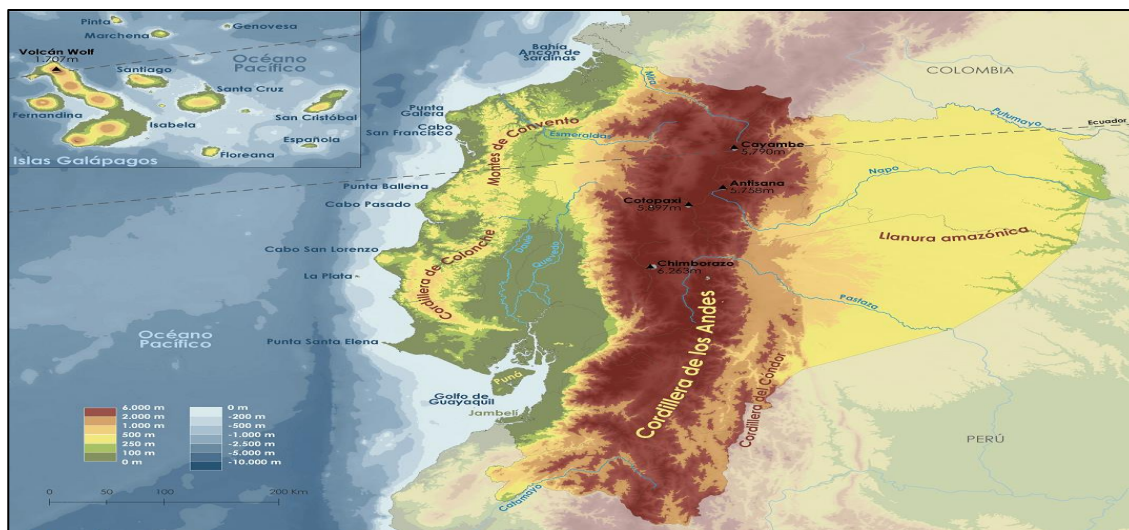 Pinta
Genovesa
Marchena
Volcán Wolf
1.707m
Océano
Pacífico
Santiago
Santa Cruz
Fernandina
Isabela
San Cristóbal
Española
Floreana
Islas Galápagos
Bahía
Ancón de
Sardinas
Mira
COLOMBIA
Punta
Galera
Cabo
San Francisco
Esmeraldas
Montes de Convento
Putumayo
Ecuador
Cayambe
5.790m
Antisana
5.758m
Napo
Punta Ballena
Cabo Pasado
Cotopaxi
5.897m
Llanura amazónica
Cabo San Lorenzo
Cordillera de Colonche
Daule
La Plata
Chimborazo
6.263m
Pastaza
Océano
Pacífico
Punta Santa Elena
Cordillera de los Andes
Cordillera del Cóndor
Puná
Golfo de
Guayaquil
Jambelí
PERÚ
Catamayo
6.000 m
2.000 m
1.000 m
500 m
250 m
100 m
0 m
0 m
-200 m
-500 m
-1.000 m
-2.500 m
-5.000 m
-10.000 m
0 50 100 200 Km